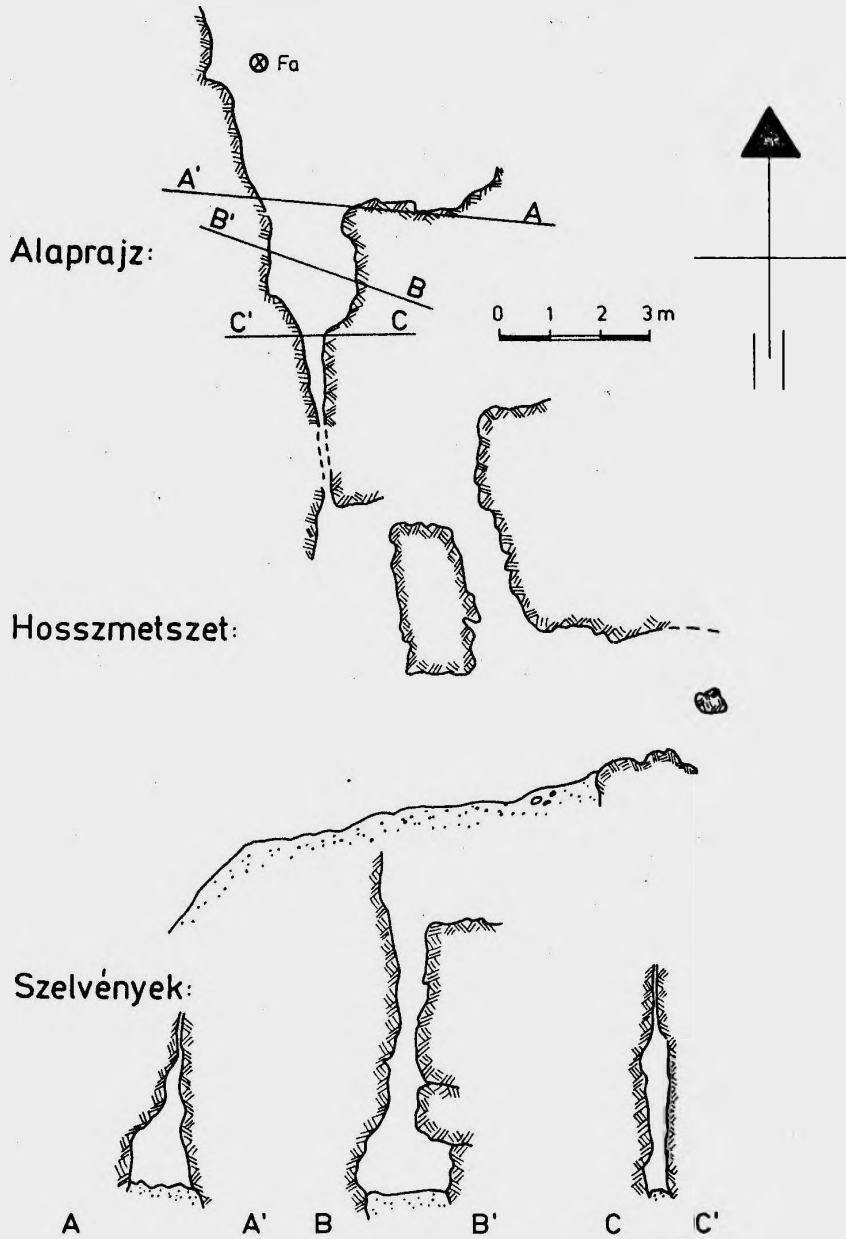 Fa
A'
A
B'
Alaprajz:
B
C' C
0 1 2 3 m
Hosszmetszet:
Szelvények:
A A' B B' C C'